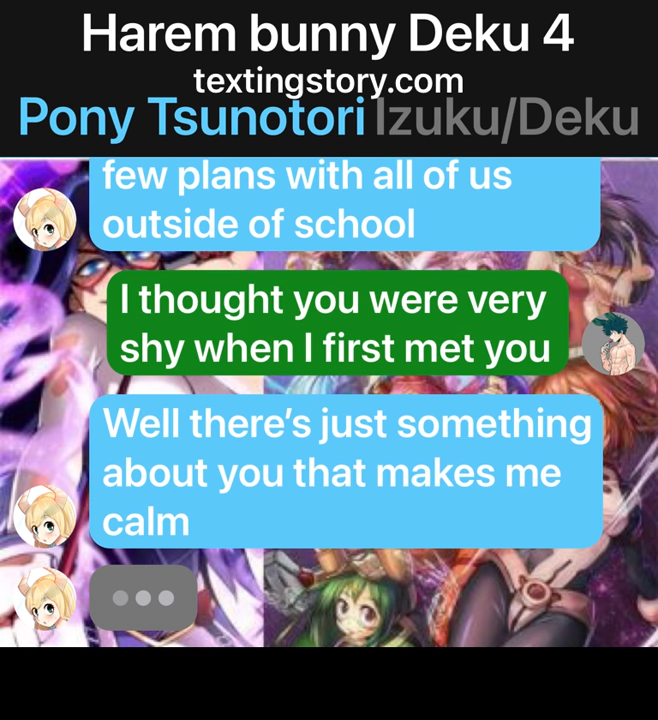 Harem bunny Deku 4
textingstory.com
Pony Tsunotori Izuku/Deku
few plans with all of us
outside of school
I thought you were very
shy when I first met you
Well there’s just something
about you that makes me
calm